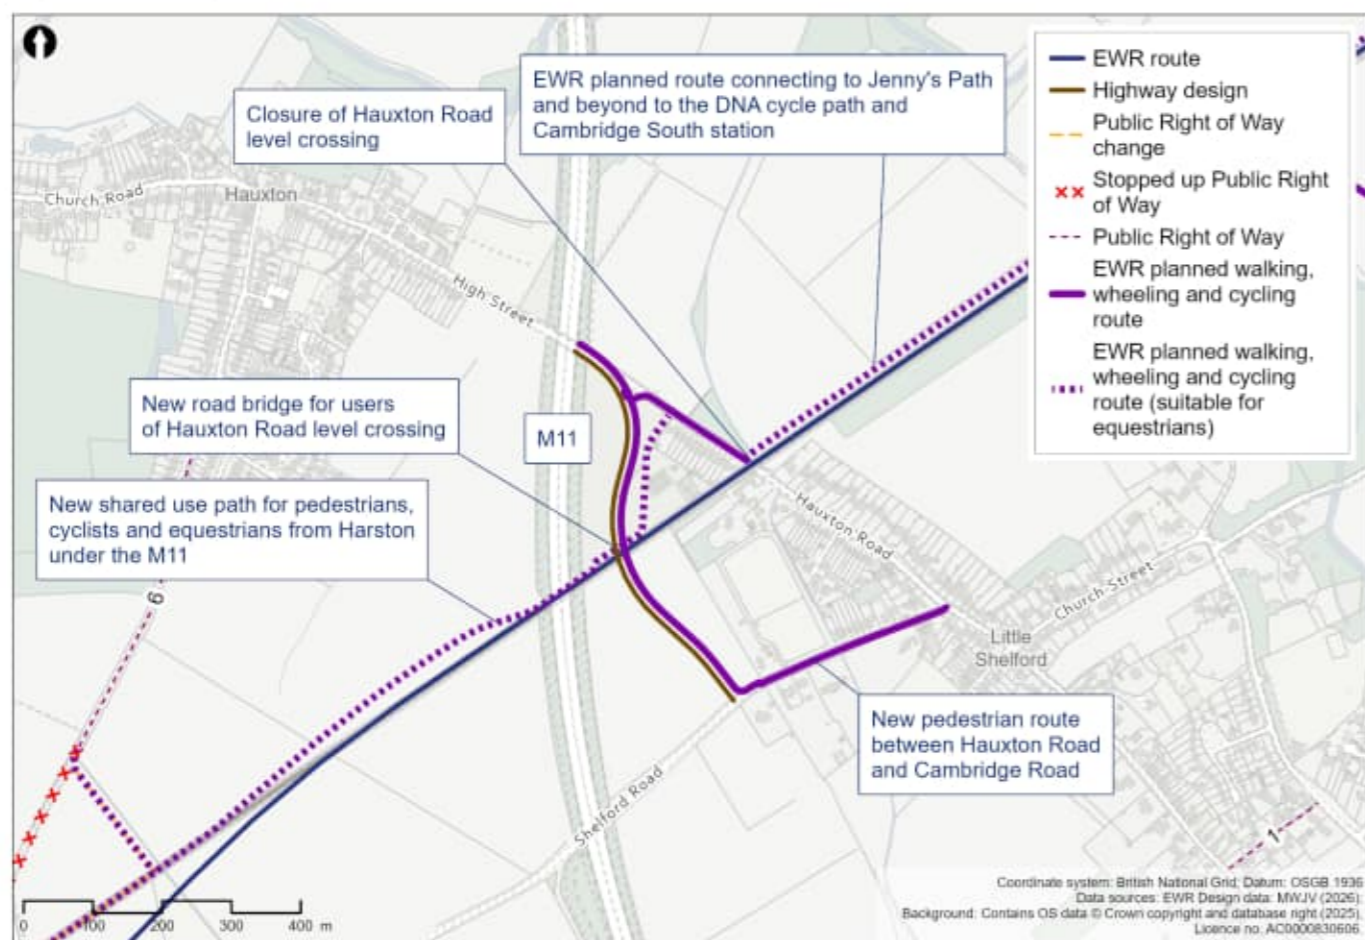 EWR planned route connecting to Jenny's Path
and beyond to the DNA cycle path and
Cambridge South station
Closure of Hauxton Road
level crossing
Church Road
Hauxton
High Street
New road bridge for users
of Hauxton Road level crossing
M11
New shared use path for pedestrians,
cyclists and equestrians from Harston
under the M11
6
Hauxton Road
Church Street
Little
Shelford
New pedestrian route
between Hauxton Road
and Cambridge Road
Shelford Road
1
EWR route
Highway design
Public Right of Way
change
Stopped up Public Right
of Way
Public Right of Way
EWR planned walking,
wheeling and cycling
route
EWR planned walking,
wheeling and cycling
route (suitable for
equestrians)
0 100 200 300 400 m
Coordinate system: British National Grid; Datum: OSGB 1936
Data sources: EWR Design data: MWJV (2026);
Background: Contains OS data © Crown copyright and database right (2025).
Licence no. AC0000830606.